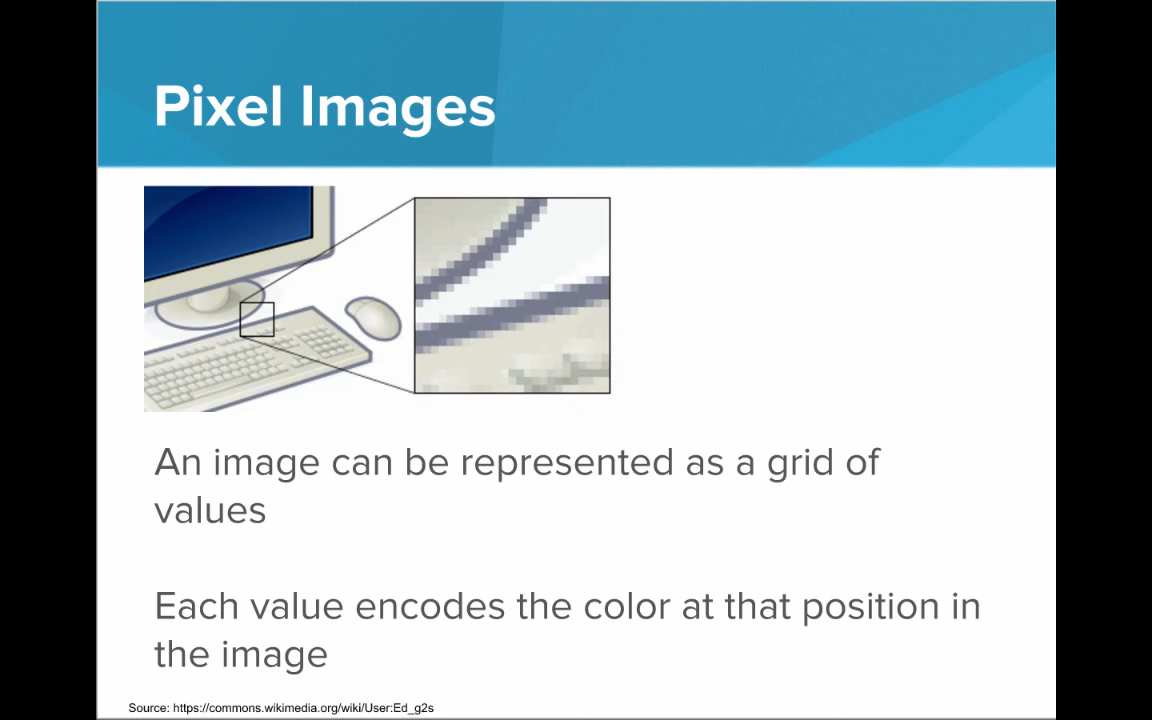 Pixel Images
An image can be represented as a grid of
values
Each value encodes the color at that position in
the image
Source: https://commons.wikimedia.org/wiki/User:Ed_g2s